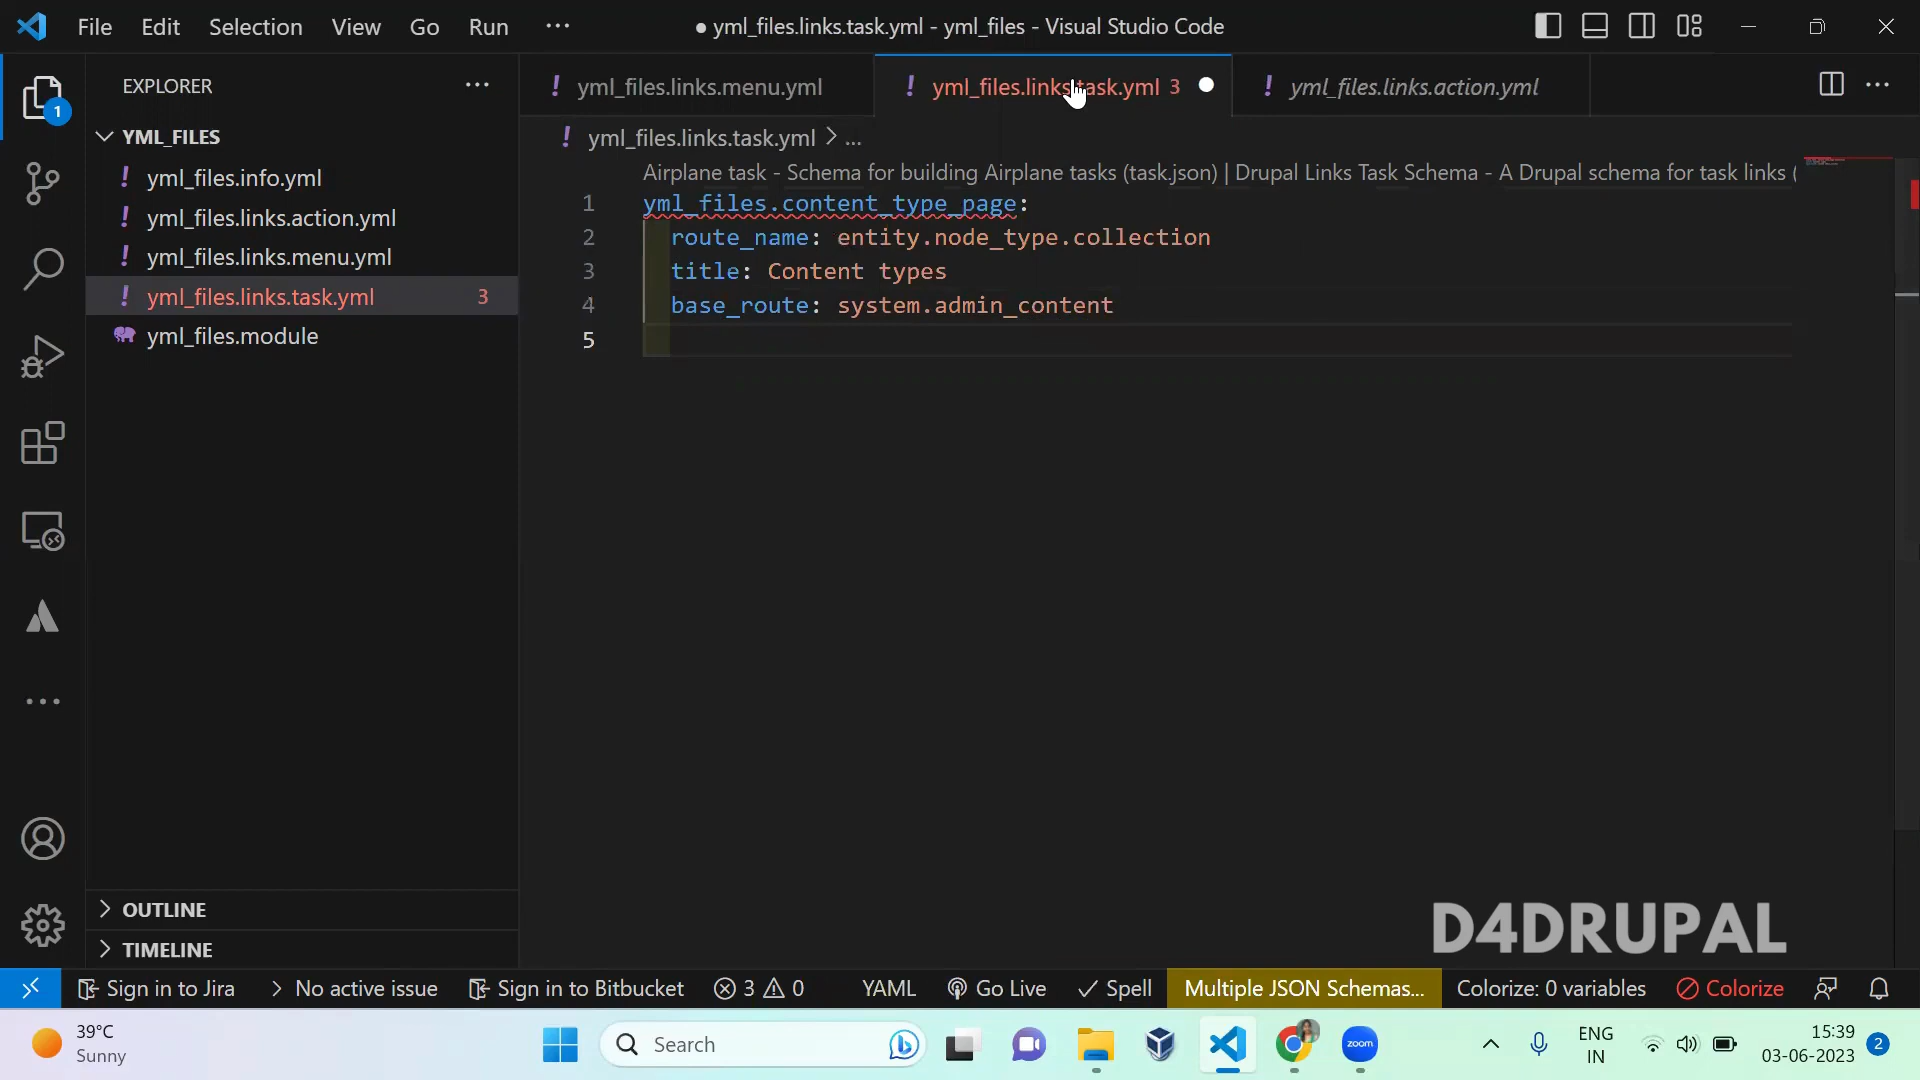 File Edit Selection View Go Run ...
● yml_files.links.task.yml - yml_files - Visual Studio Code
EXPLORER
! yml_files.links.menu.yml
! yml_files.links.task.yml 3
! yml_files.links.action.yml
1
YML_FILES
! yml_files.info.yml
! yml_files.links.action.yml
! yml_files.links.menu.yml
! yml_files.links.task.yml 3
yml_files.module
! yml_files.links.task.yml > ...
Airplane task - Schema for building Airplane tasks (task.json) | Drupal Links Task Schema - A Drupal schema for task links (
1 yml_files.content_type_page:
2 route_name: entity.node_type.collection
3 title: Content types
4 base_route: system.admin_content
5
OUTLINE
TIMELINE
D4DRUPAL
Sign in to Jira > No active issue Sign in to Bitbucket 3 0 YAML Go Live Spell Multiple JSON Schemas... Colorize: 0 variables Colorize
39°C
Sunny
Search
zoom
ENG
IN
15:39
03-06-2023
2